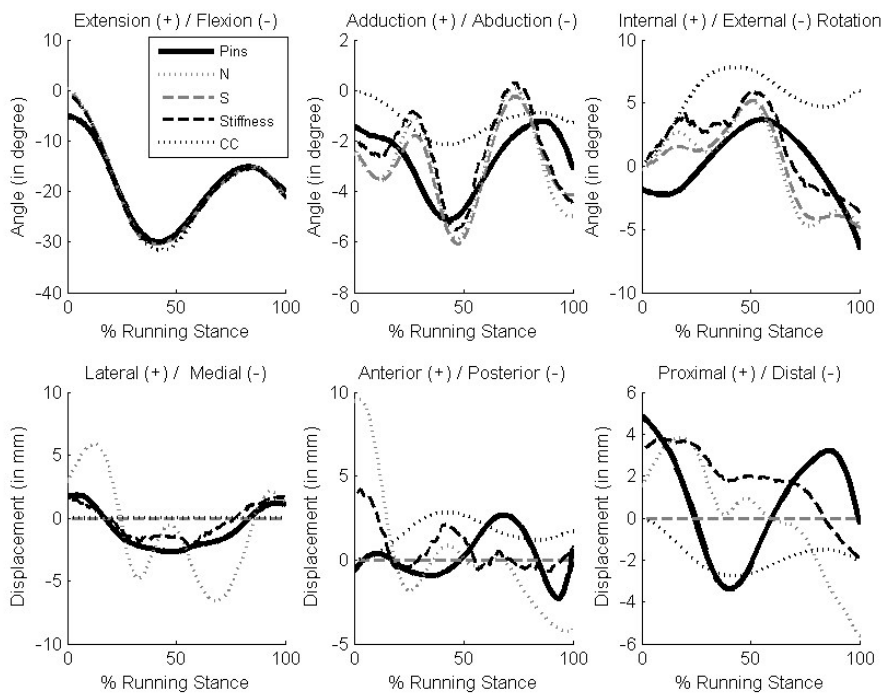 Extension (+) / Flexion (-)
Angle (in degree)
10
0
-10
-20
-30
-40
0
50
100
% Running Stance
Pins
N
S
Stiffness
CC
Adduction (+) / Abduction (-)
Angle (in degree)
2
0
-2
-4
-6
-8
0
50
100
% Running Stance
Internal (+) / External (-) Rotation
Angle (in degree)
10
5
0
-5
-10
0
50
100
% Running Stance
Lateral (+) / Medial (-)
Displacement (in mm)
10
5
0
-5
-10
0
50
100
% Running Stance
Anterior (+) / Posterior (-)
Displacement (in mm)
10
5
0
-5
0
50
100
% Running Stance
Proximal (+) / Distal (-)
Displacement (in mm)
6
4
2
0
-2
-4
-6
0
50
100
% Running Stance